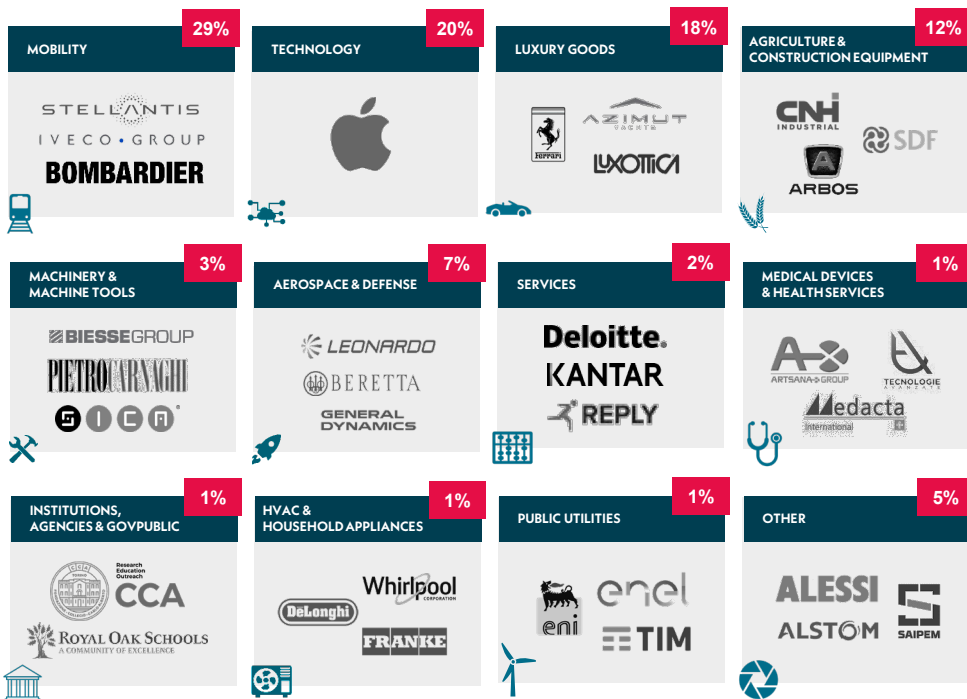 29%
MOBILITY
STELLANTIS
IVECO • GROUP
BOMBARDIER
20%
TECHNOLOGY
18%
LUXURY GOODS
Ferrari
AZIMUT
YACHTS
LUXOTTICA
12%
AGRICULTURE &
CONSTRUCTION EQUIPMENT
CNH
INDUSTRIAL
SDF
A
ARBOS
3%
MACHINERY &
MACHINE TOOLS
BIESSEGROUP
PIETROCARNAGHI
SICA
7%
AEROSPACE & DEFENSE
LEONARDO
BERETTA
GENERAL
DYNAMICS
2%
SERVICES
Deloitte.
KANTAR
REPLY
1%
MEDICAL DEVICES
& HEALTH SERVICES
ARTSANA GROUP
TECNOLOGIE
AVANZATE
Medacta
International
1%
INSTITUTIONS,
AGENCIES & GOVPUBLIC
Research
Education
Outreach
CCA
ROYAL OAK SCHOOLS
A COMMUNITY OF EXCELLENCE
1%
HVAC &
HOUSEHOLD APPLIANCES
Whirlpool
CORPORATION
DeLonghi
FRANKE
1%
PUBLIC UTILITIES
eni
enel
TIM
5%
OTHER
ALESSI
ALSTOM
SAIPEM